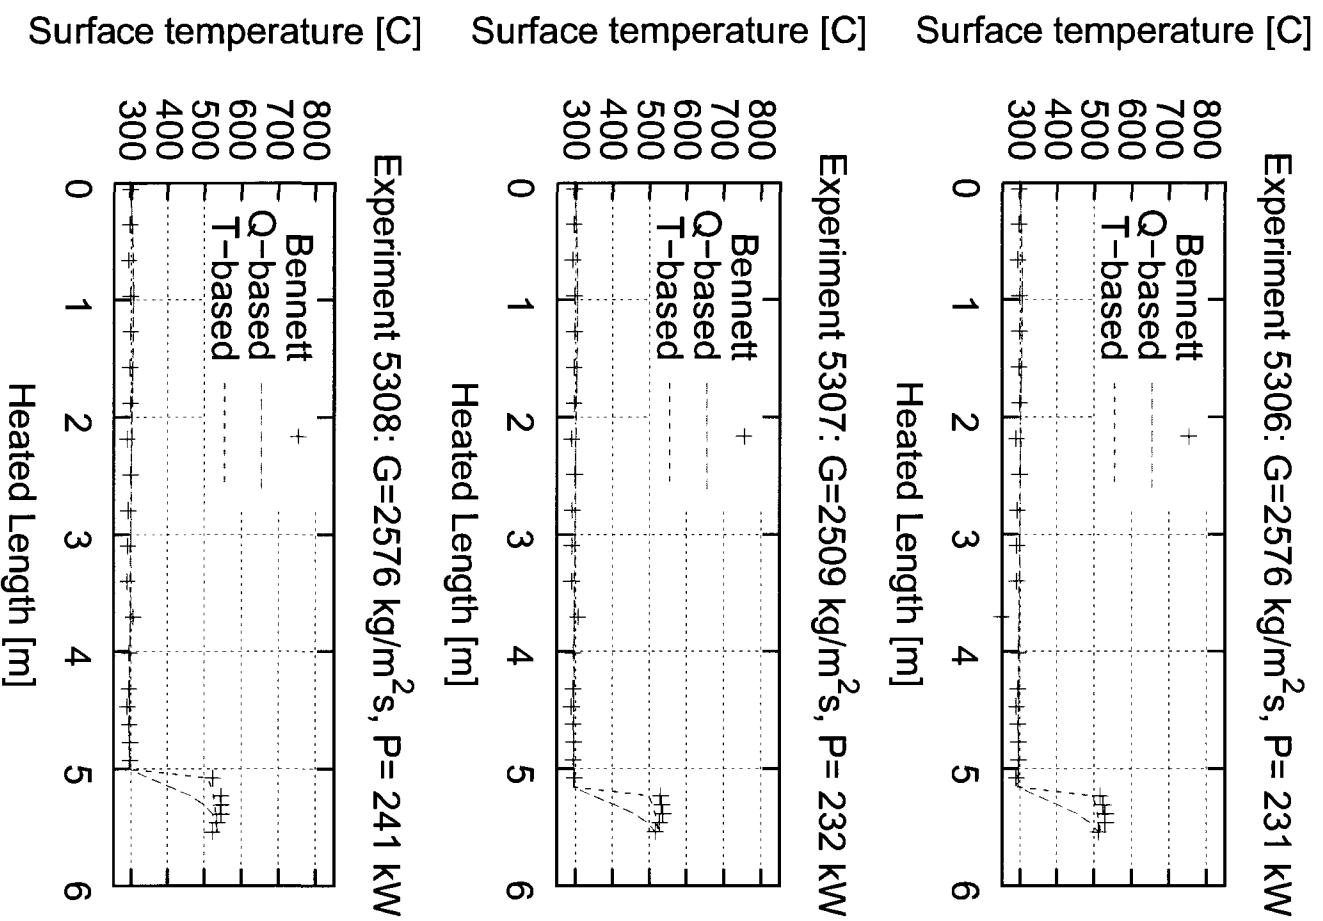 Experiment 5306: G=2576 kg/m²s, P= 231 kW
Surface temperature [C]
800
700
600
500
400
300
Bennett
Q-based
T-based
0 1 2 3 4 5 6
Heated Length [m]
Experiment 5307: G=2509 kg/m²s, P= 232 kW
Surface temperature [C]
800
700
600
500
400
300
Bennett
Q-based
T-based
0 1 2 3 4 5 6
Heated Length [m]
Experiment 5308: G=2576 kg/m²s, P= 241 kW
Surface temperature [C]
800
700
600
500
400
300
Bennett
Q-based
T-based
0 1 2 3 4 5 6
Heated Length [m]